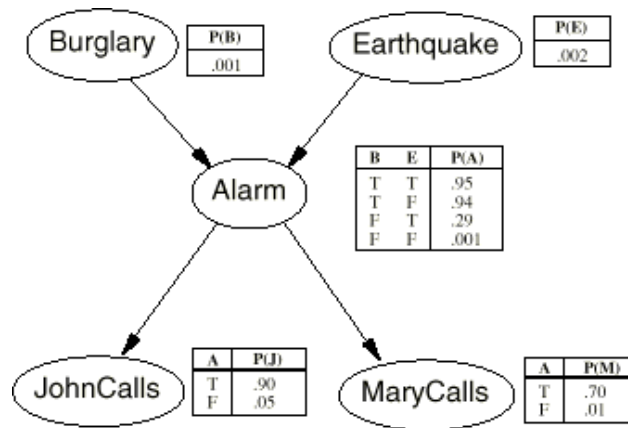 Burglary
P(B)
.001
Earthquake
P(E)
.002
Alarm
B E P(A)
T T .95
T F .94
F T .29
F F .001
JohnCalls
A P(J)
T .90
F .05
MaryCalls
A P(M)
T .70
F .01